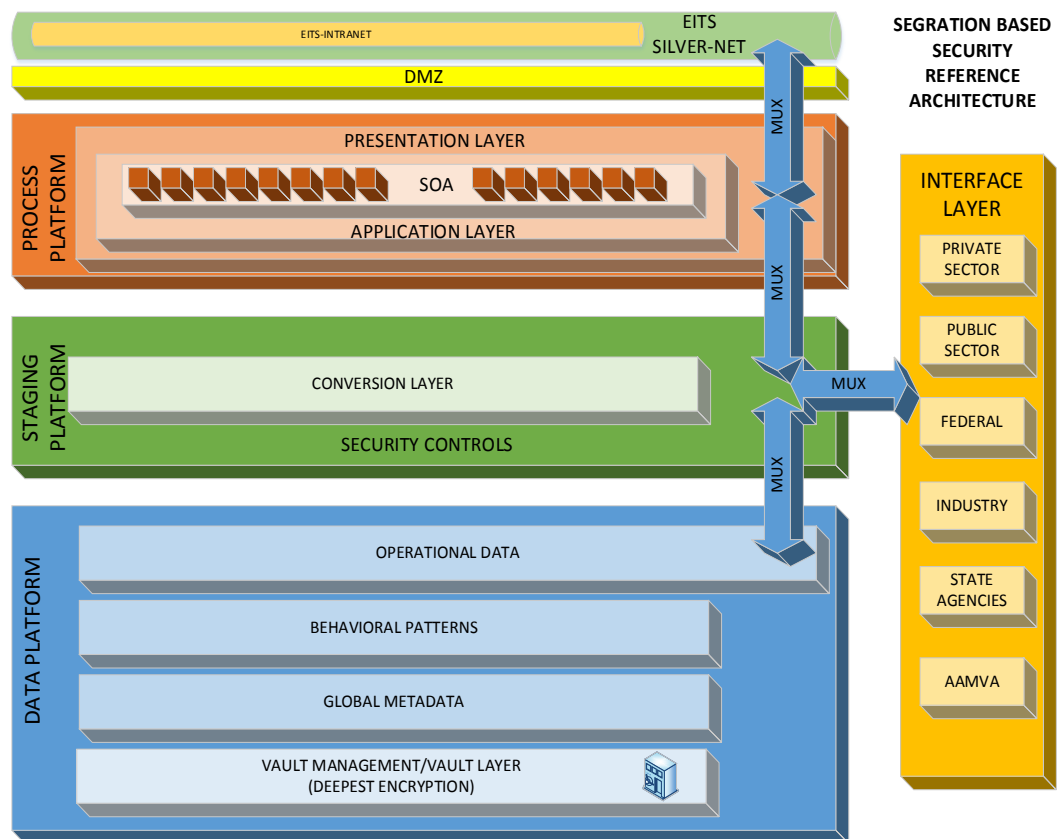 EITS-INTRANET
EITS
SILVER-NET
DMZ
SEGRATION BASED
SECURITY
REFERENCE
ARCHITECTURE
PROCESS
PLATFORM
PRESENTATION LAYER
SOA
APPLICATION LAYER
MUX
MUX
STAGING
PLATFORM
CONVERSION LAYER
SECURITY CONTROLS
MUX
MUX
DATA PLATFORM
OPERATIONAL DATA
BEHAVIORAL PATTERNS
GLOBAL METADATA
VAULT MANAGEMENT/VAULT LAYER
(DEEPEST ENCRYPTION)
INTERFACE
LAYER
PRIVATE
SECTOR
PUBLIC
SECTOR
FEDERAL
INDUSTRY
STATE
AGENCIES
AAMVA